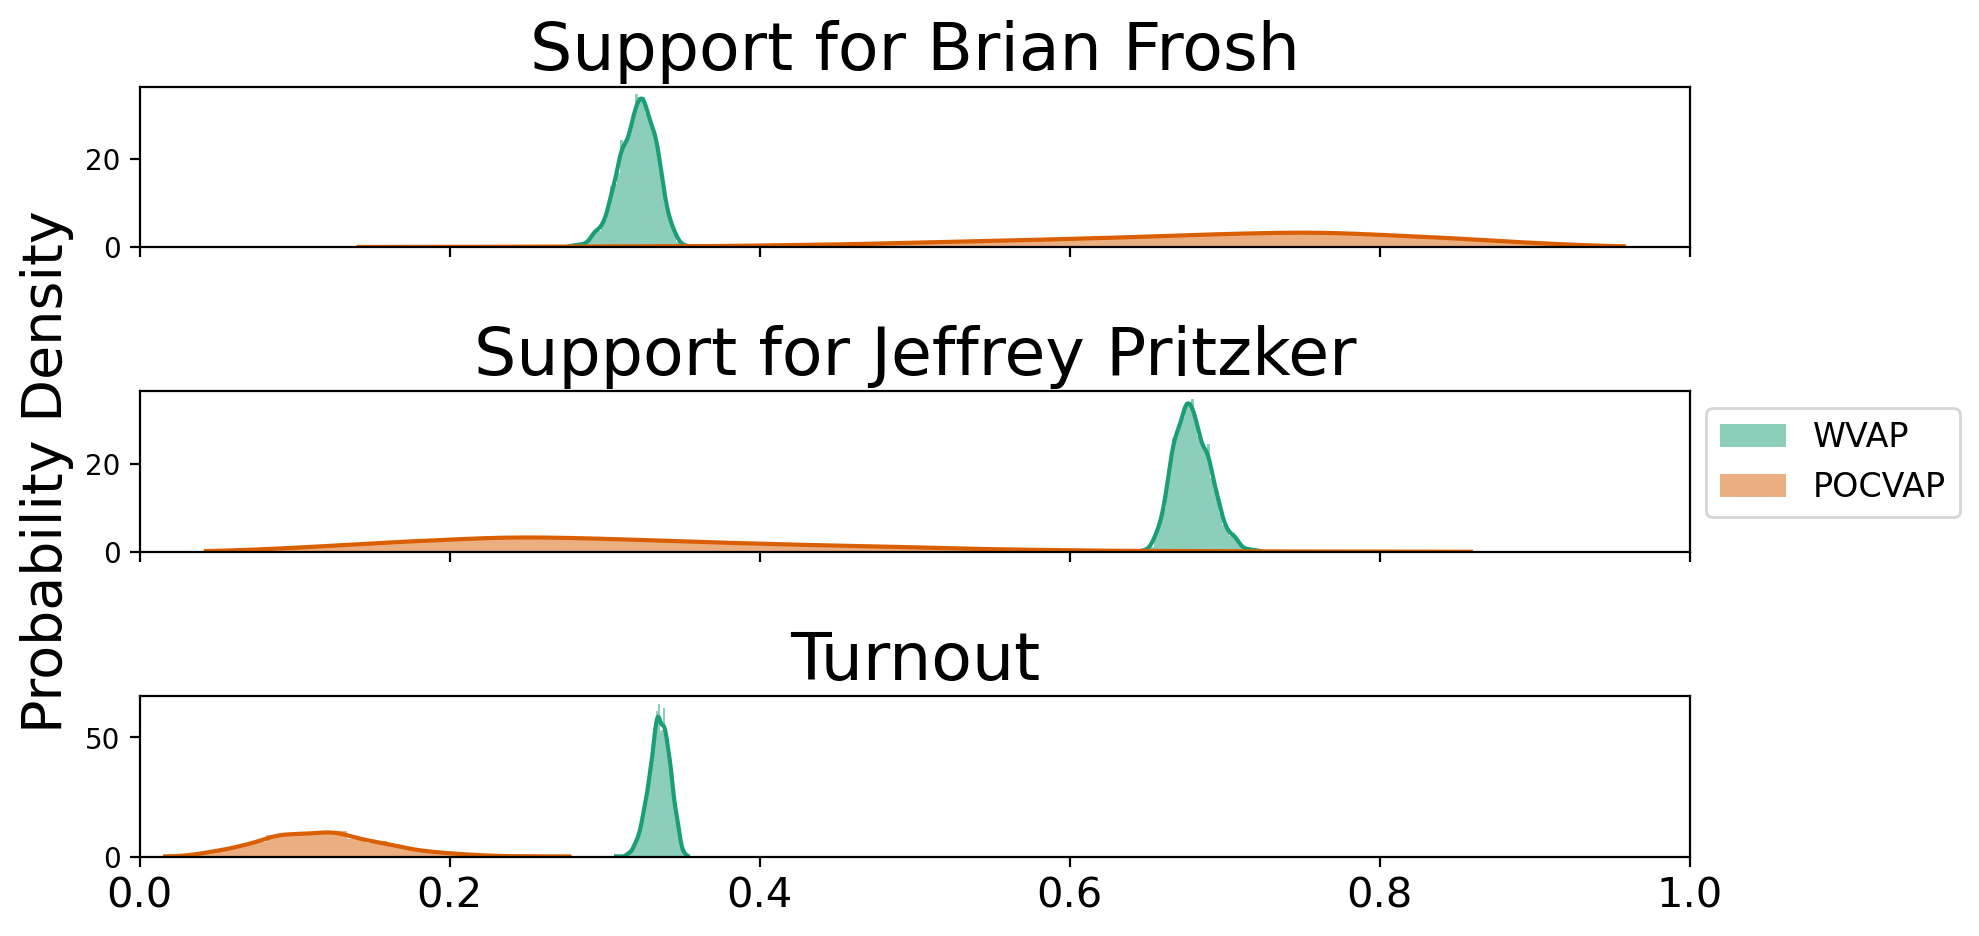 Support for Brian Frosh
20
0
Support for Jeffrey Pritzker
20
0
Turnout
50
0
0.0 0.2 0.4 0.6 0.8 1.0
Probability Density
WVAP
POCVAP